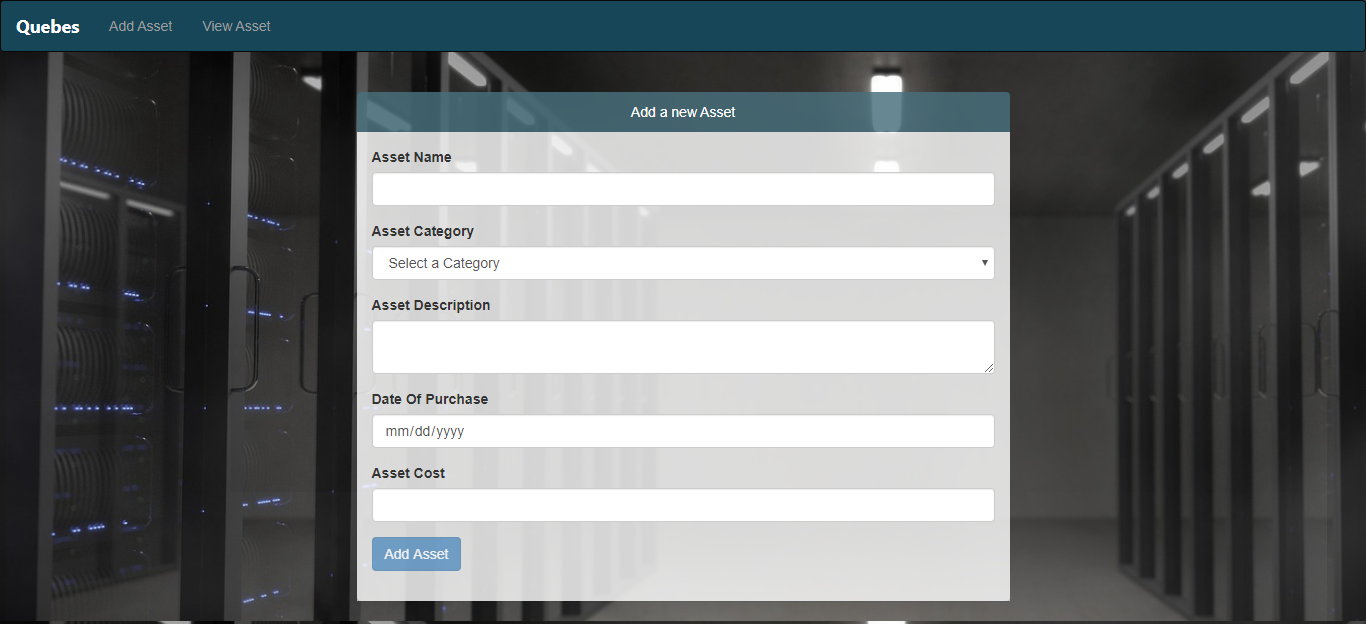 Quebes Add Asset View Asset
Add a new Asset
Asset Name
Asset Category
Select a Category
Asset Description
Date Of Purchase
mm/dd/yyyy
Asset Cost
Add Asset